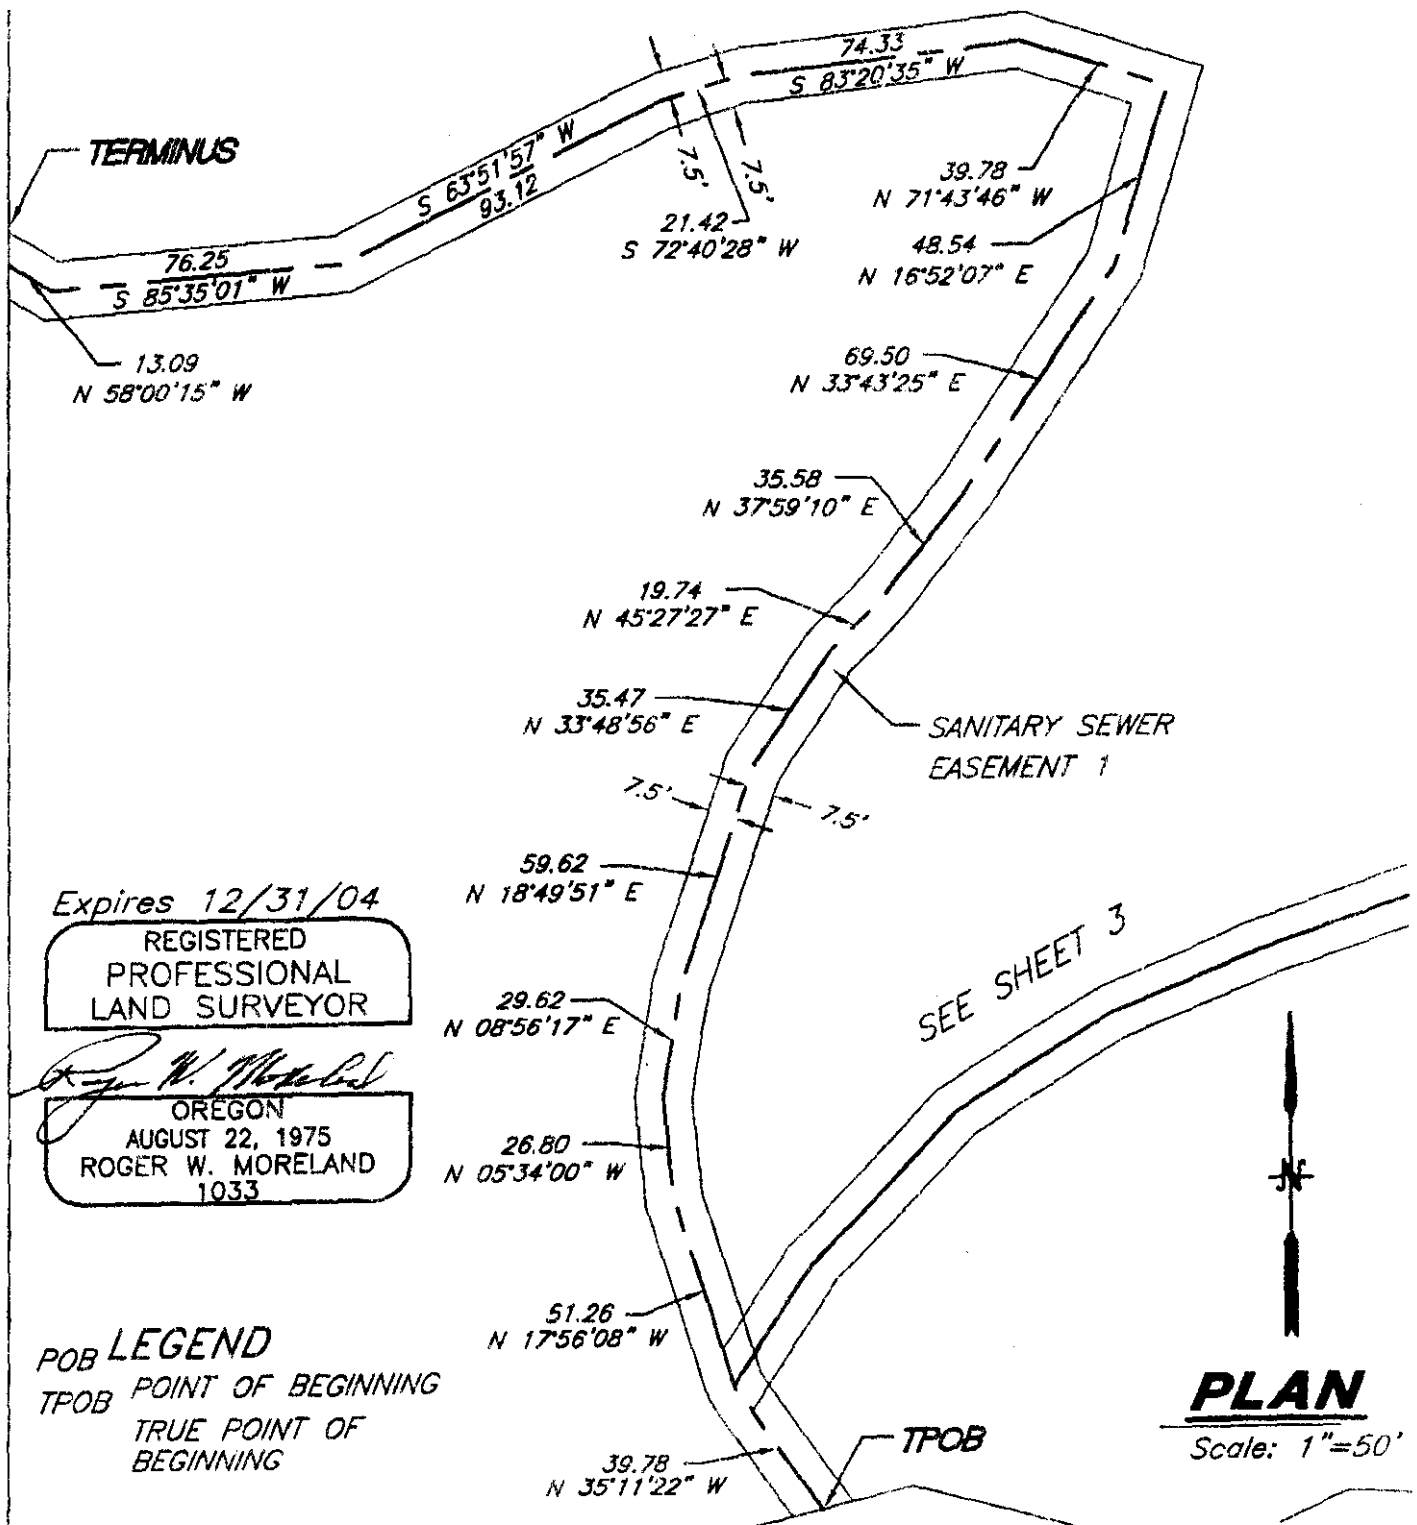 74.33
S 83°20'35" W
TERMINUS
S 63°51'57" W
93.12
7.5'
7.5'
39.78
N 71°43'46" W
21.42
S 72°40'28" W
48.54
N 16°52'07" E
76.25
S 85°35'01" W
13.09
N 58°00'15" W
69.50
N 33°43'25" E
35.58
N 37°59'10" E
19.74
N 45°27'27" E
35.47
N 33°48'56" E
SANITARY SEWER
EASEMENT 1
7.5'
7.5'
59.62
N 18°49'51" E
Expires 12/31/04
REGISTERED
PROFESSIONAL
LAND SURVEYOR
SEE SHEET 3
29.62
N 08°56'17" E
Roger W. Moreland
OREGON
AUGUST 22, 1975
ROGER W. MORELAND
1033
26.80
N 05°34'00" W
N
51.26
N 17°56'08" W
LEGEND
POB POINT OF BEGINNING
TPOB TRUE POINT OF
BEGINNING
PLAN
Scale: 1"=50'
TPOB
39.78
N 35°11'22" W